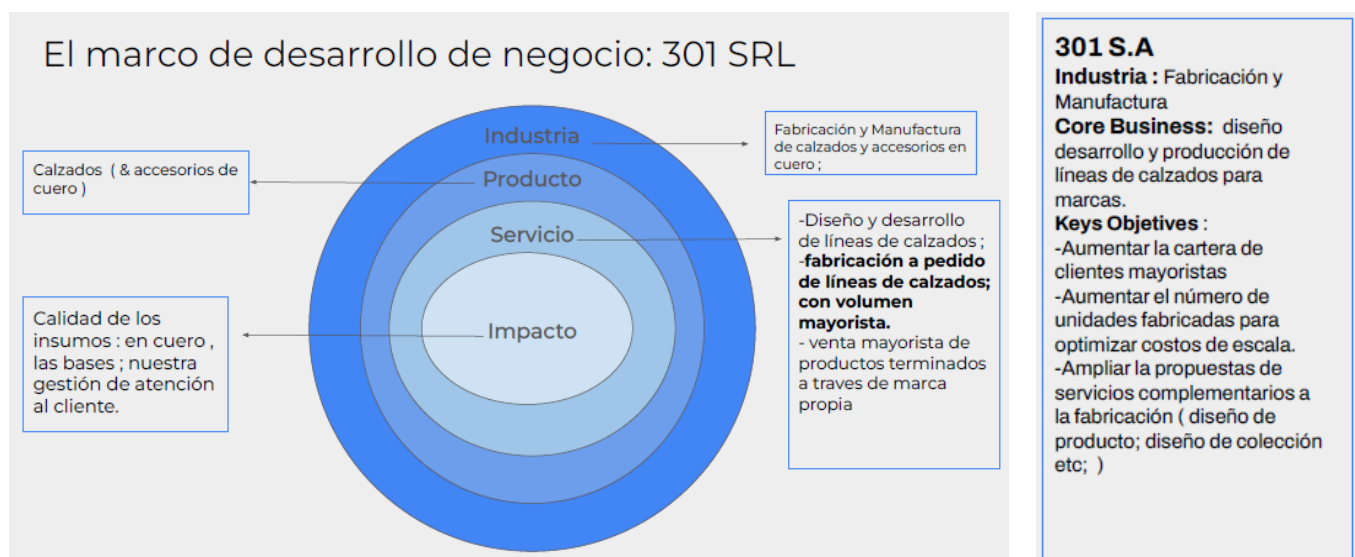 El marco de desarrollo de negocio: 301 SRL
Industria
Fabricación y Manufactura
de calzados y accesorios en
cuero ;
Calzados ( & accesorios de
cuero )
Producto
Servicio
-Diseño y desarrollo
de líneas de calzados ;
-fabricación a pedido
de líneas de calzados;
con volumen
mayorista.
- venta mayorista de
productos terminados
a traves de marca
propia
Calidad de los
insumos : en cuero ,
las bases ; nuestra
gestión de atención
al cliente.
Impacto
301 S.A
Industria : Fabricación y
Manufactura
Core Business: diseño
desarrollo y producción de
líneas de calzados para
marcas.
Keys Objetives :
-Aumentar la cartera de
clientes mayoristas
-Aumentar el número de
unidades fabricadas para
optimizar costos de escala.
-Ampliar la propuestas de
servicios complementarios a
la fabricación ( diseño de
producto; diseño de colección
etc; )